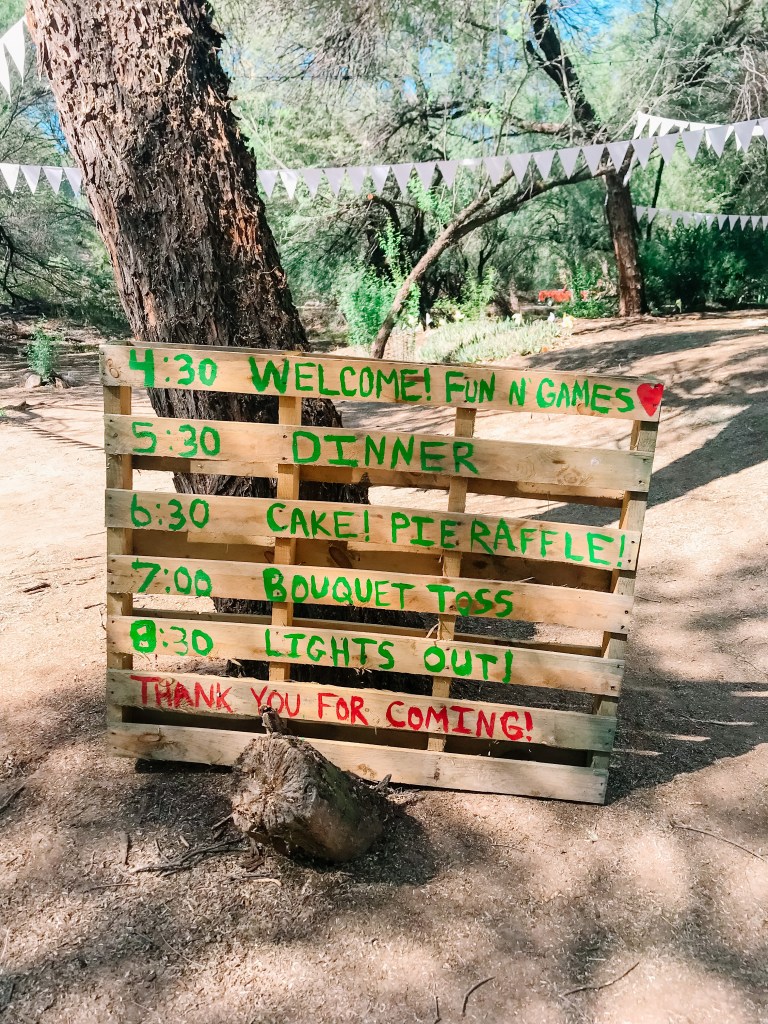 4:30 WELCOME! FUN N' GAMES
5:30 DINNER
6:30 CAKE! PIE RAFFLE!
7:00 BOUQUET TOSS
8:30 LIGHTS OUT!
THANK YOU FOR COMING!